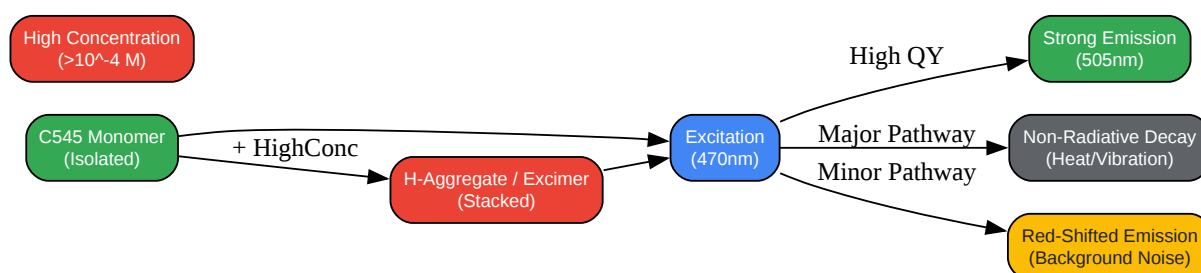 High Concentration
(>10^-4 M)
C545 Monomer
(Isolated)
+ HighConc
H-Aggregate / Excimer
(Stacked)
Excitation
(470nm)
High QY
Major Pathway
Minor Pathway
Strong Emission
(505nm)
Non-Radiative Decay
(Heat/Vibration)
Red-Shifted Emission
(Background Noise)